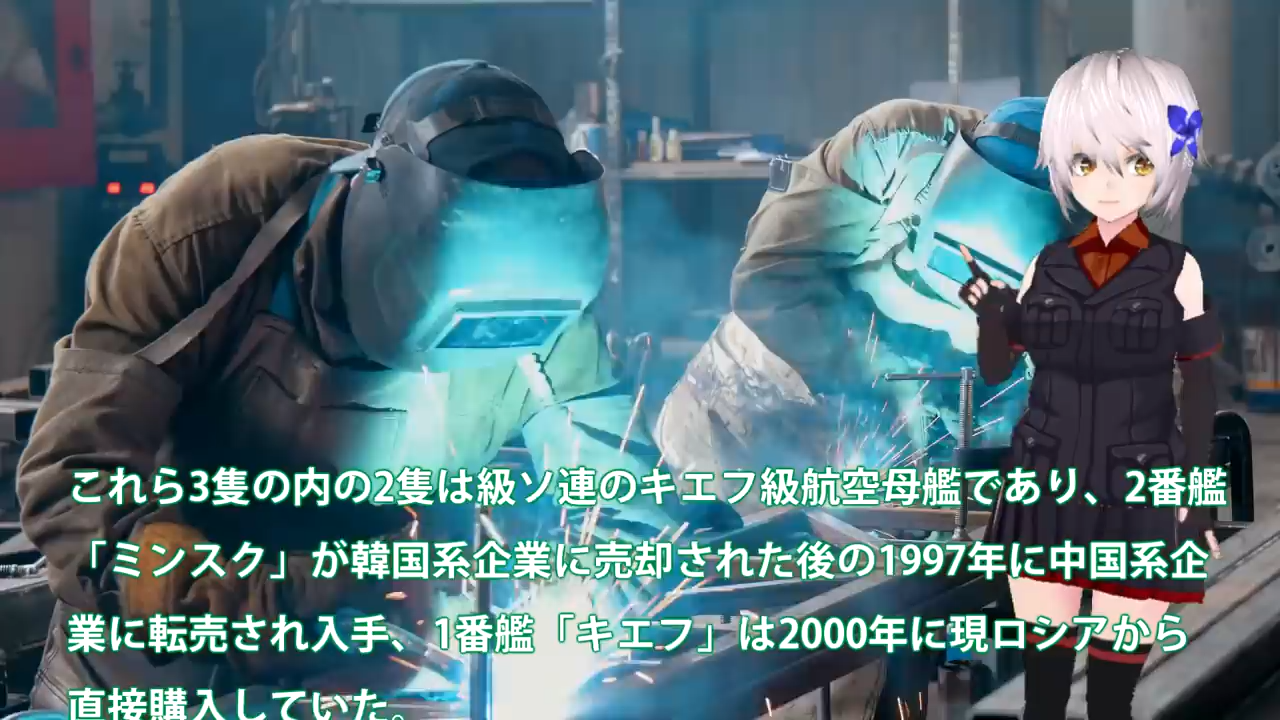 これら3隻の内の2隻は級ソ連のキエフ級航空母艦であり、2番艦
「ミンスク」が韓国系企業に売却された後の1997年に中国系企
業に転売され入手、1番艦「キエフ」は2000年に現ロシアから
直接購入していた。